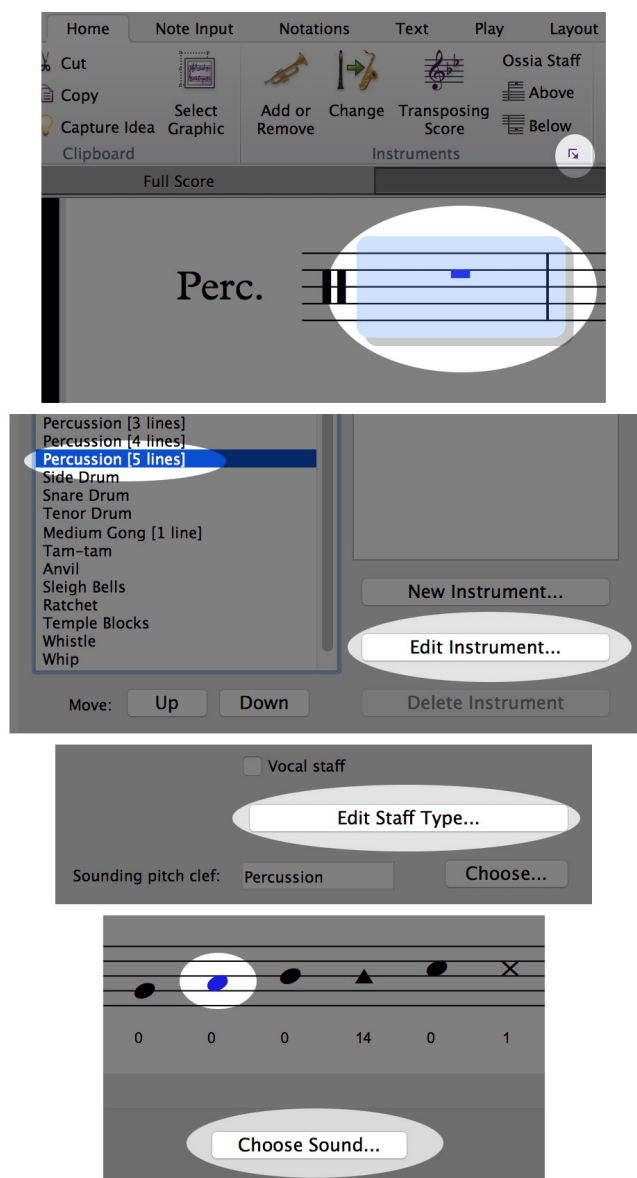 Home Note Input Notations Text Play Layout
Cut
Copy
Capture Idea
Clipboard
Select
Graphic
Add or
Remove
Change
Transposing
Score
Instruments
Ossia Staff
Above
Below
Full Score
Perc.
Percussion [3 lines]
Percussion [4 lines]
Percussion [5 lines]
Side Drum
Snare Drum
Tenor Drum
Medium Gong [1 line]
Tam-tam
Anvil
Sleigh Bells
Ratchet
Temple Blocks
Whistle
Whip
New Instrument...
Edit Instrument...
Move: Up Down Delete Instrument
Vocal staff
Edit Staff Type...
Sounding pitch clef: Percussion Choose...
0 0 0 14 0 1
Choose Sound...